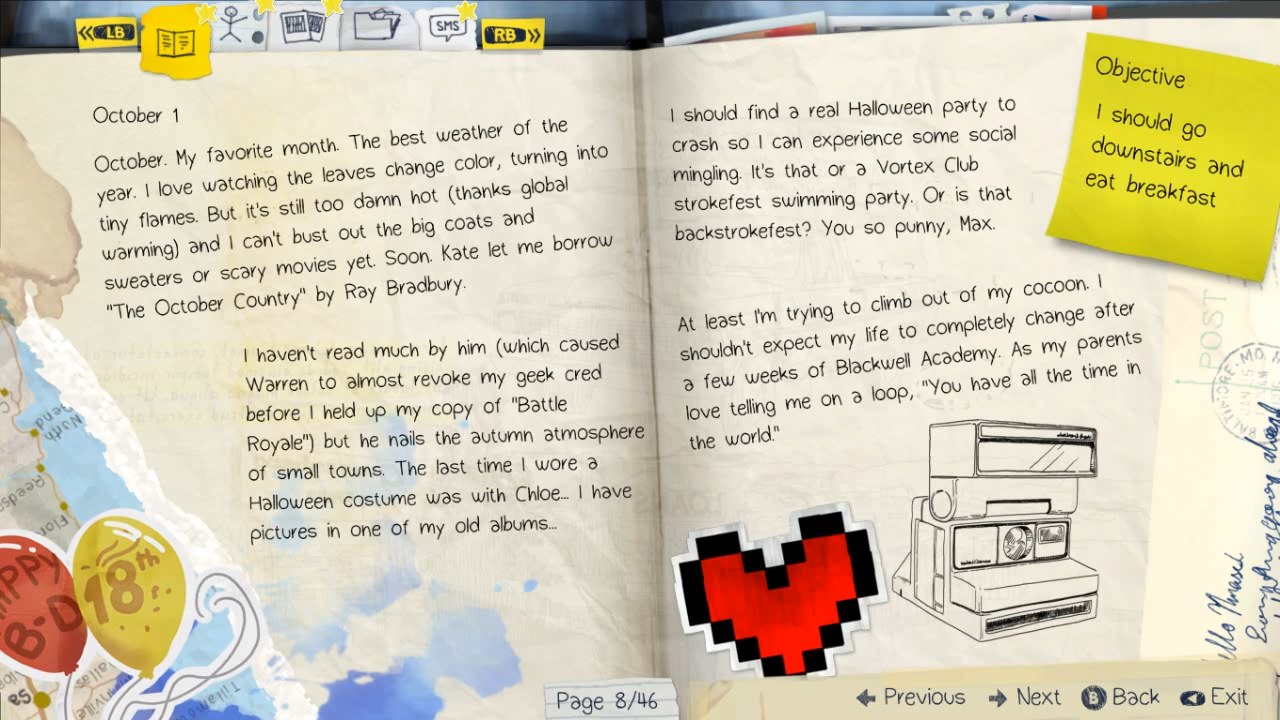 LB
SMS
RB
October 1
October. My favorite month. The best weather of the
year. I love watching the leaves change color, turning into
tiny flames. But it's still too damn hot (thanks global
warming) and I can't bust out the big coats and
sweaters or scary movies yet. Soon. Kate let me borrow
"The October Country" by Ray Bradbury.
I haven't read much by him (which caused
Warren to almost revoke my geek cred
before I held up my copy of "Battle
Royale") but he nails the autumn atmosphere
of small towns. The last time I wore a
Halloween costume was with Chloe... I have
pictures in one of my old albums...
I should find a real Halloween party to
crash so I can experience some social
mingling. It's that or a Vortex Club
strokefest swimming party. Or is that
backstrokefest? You so punny, Max.
At least I'm trying to climb out of my cocoon. I
shouldn't expect my life to completely change after
a few weeks of Blackwell Academy. As my parents
love telling me on a loop, "You have all the time in
the world."
Objective
I should go
downstairs and
eat breakfast
POST
BALTIMORE, MD.
North
Bend
HAPPY
B-D
18th
Page 8/46
Previous
Next
B Back
Exit